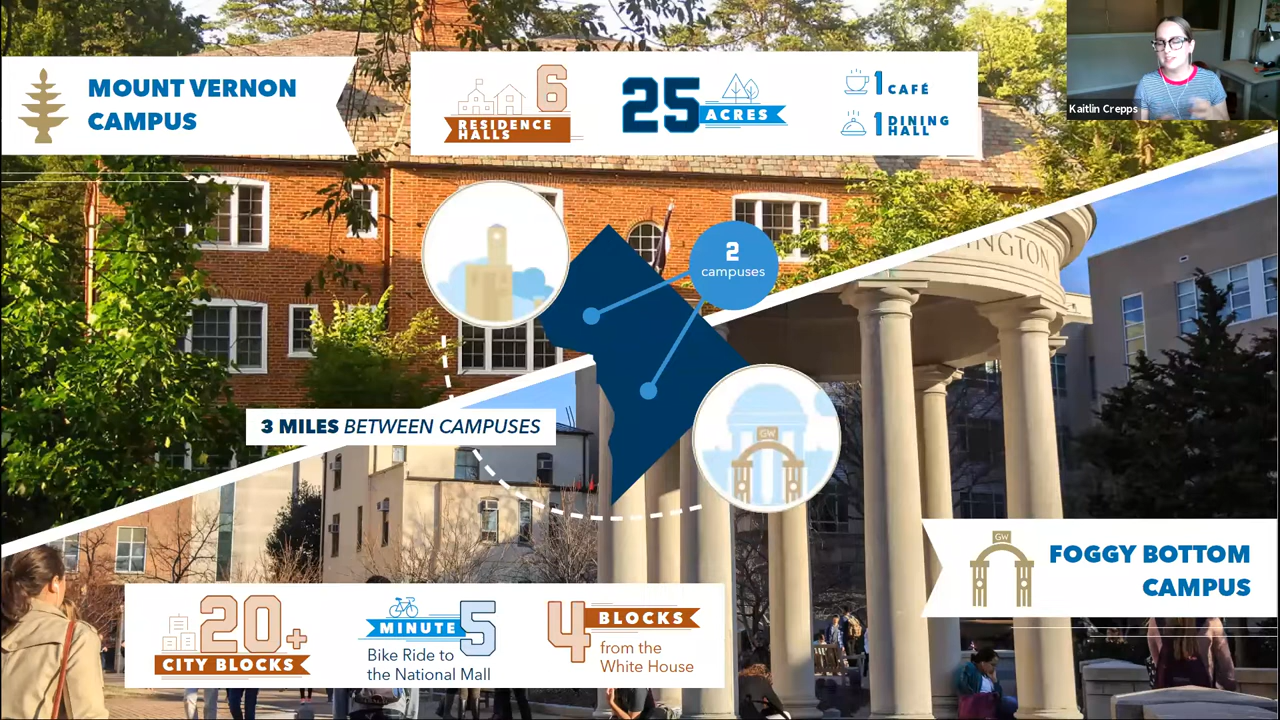 MOUNT VERNON
CAMPUS
6
RESIDENCE
HALLS
25
ACRES
1 CAFÉ
1 DINING
HALL
Kaitlin Crepps
2
campuses
INGTON
3 MILES BETWEEN CAMPUSES
GW
GW
FOGGY BOTTOM
CAMPUS
20+
CITY BLOCKS
5
MINUTE
Bike Ride to
the National Mall
4
BLOCKS
from the
White House